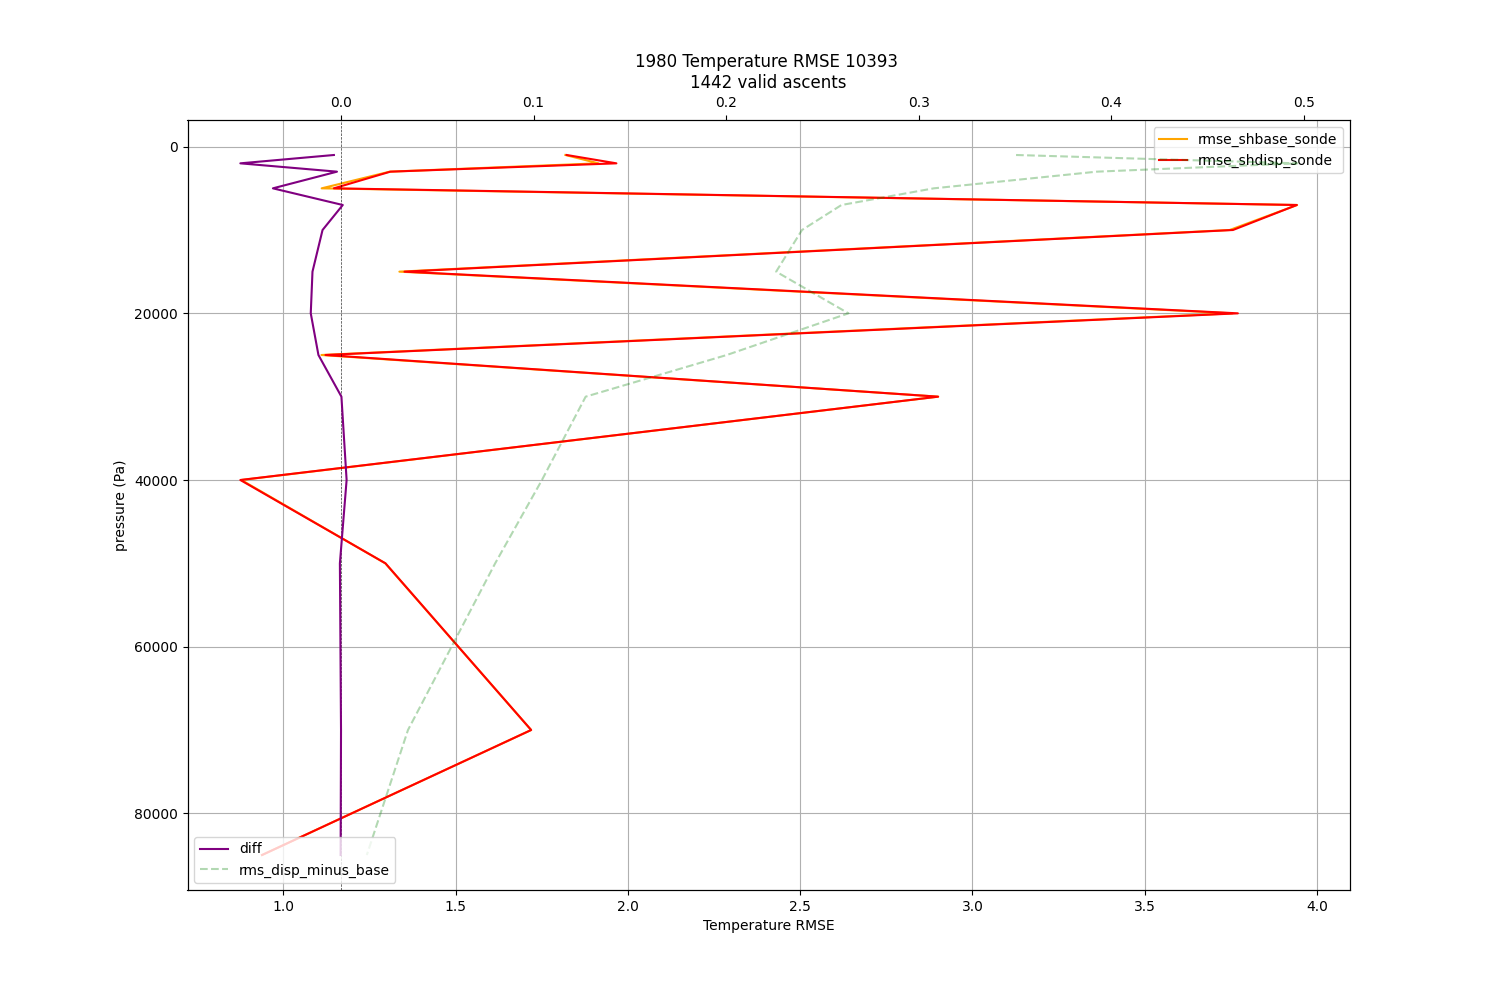 1980 Temperature RMSE 10393
1442 valid ascents
0.0 0.1 0.2 0.3 0.4 0.5
rmse_shbase_sonde
rmse_shdisp_sonde
0
20000
40000
60000
80000
pressure (Pa)
diff
rms_disp_minus_base
1.0 1.5 2.0 2.5 3.0 3.5 4.0
Temperature RMSE